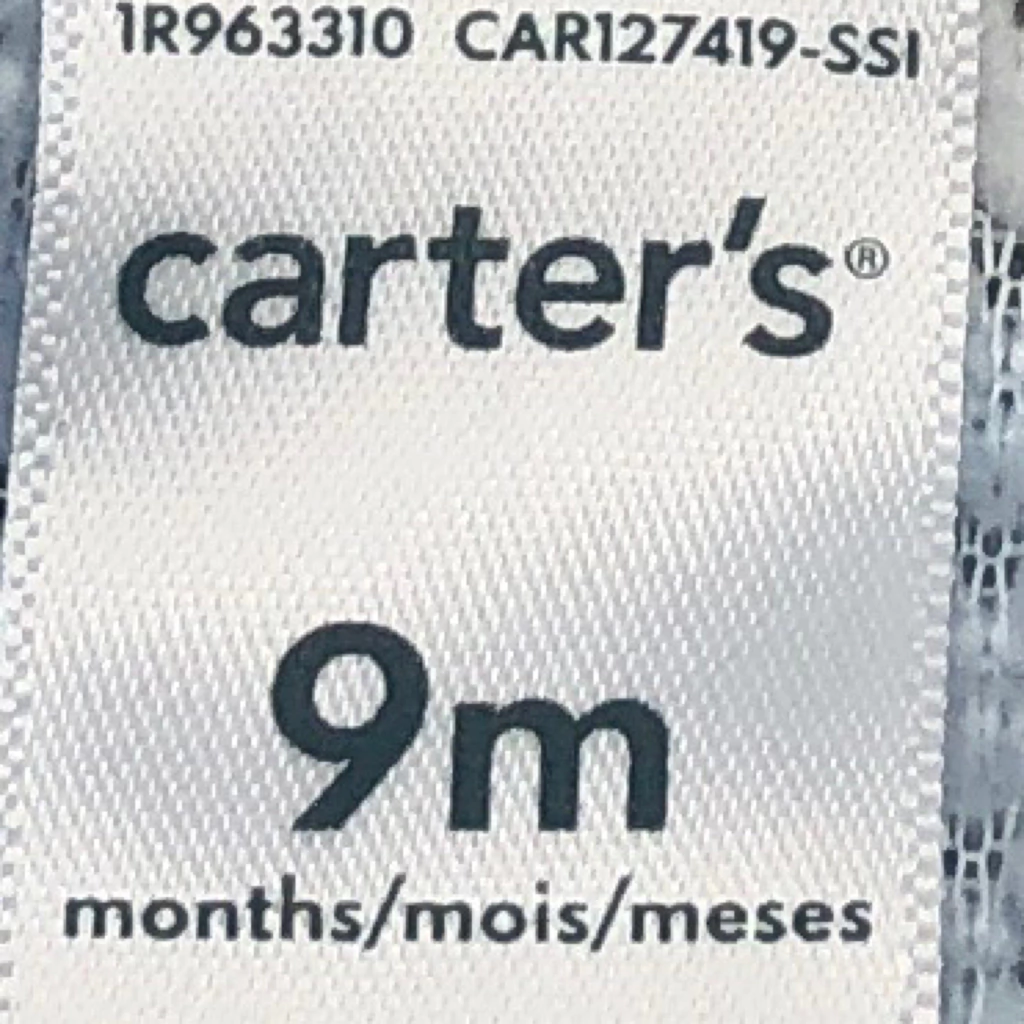 1R963310 CAR127419-SSI
carter's®
9m
months/mois/meses